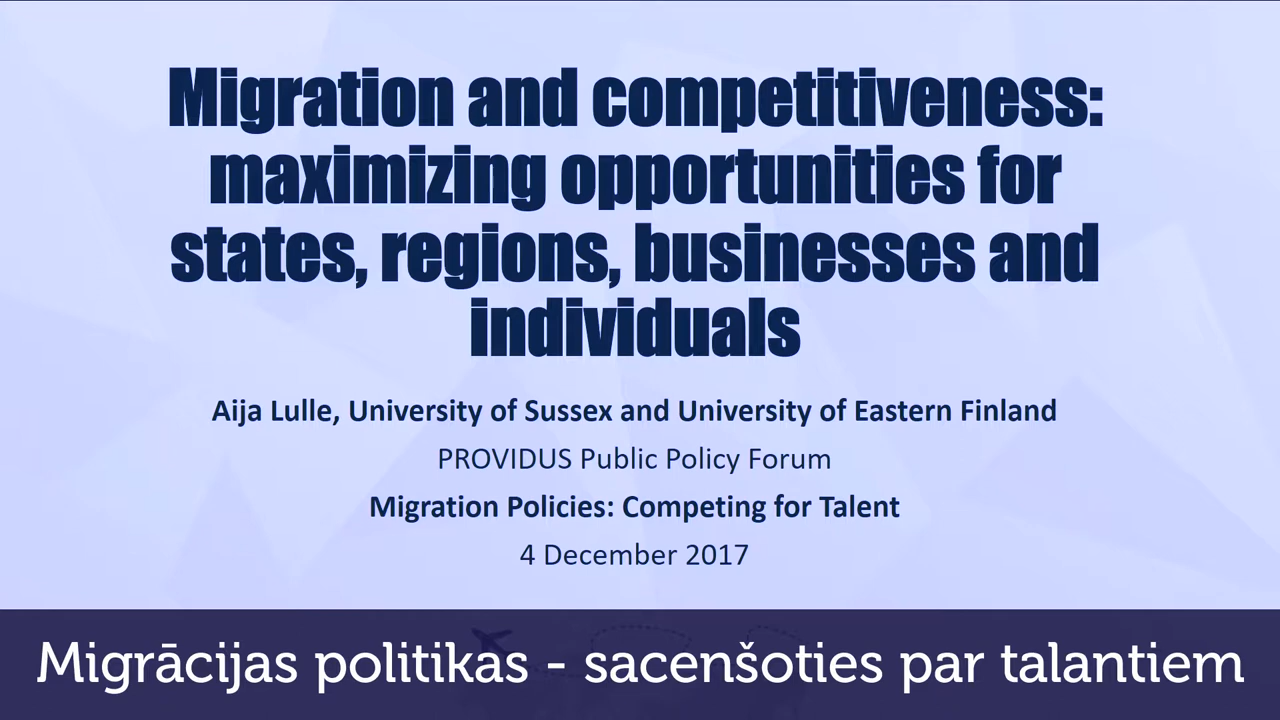 Migration and competitiveness:
maximizing opportunities for
states, regions, businesses and
individuals
Aija Lulle, University of Sussex and University of Eastern Finland
PROVIDUS Public Policy Forum
Migration Policies: Competing for Talent
4 December 2017
Migrācijas politikas - sacenšoties par talantiem